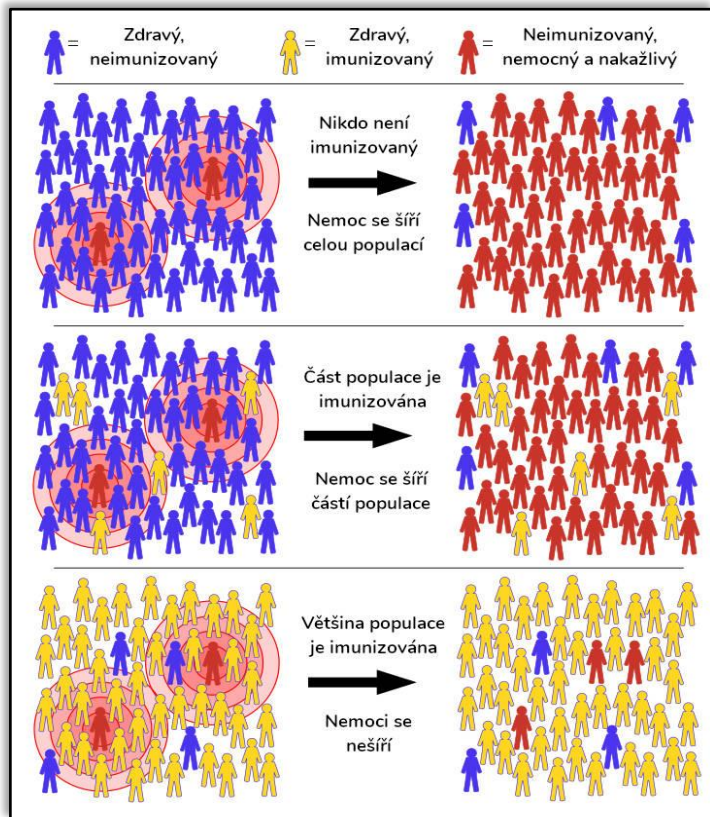 = Zdravý,
neimunizovaný
= Zdravý,
imunizovaný
= Neimunizovaný,
nemocný a nakažlivý
Nikdo není
imunizovaný
Nemoc se šíří
celou populací
Část populace je
imunizována
Nemoc se šíří
částí populace
Většina populace
je imunizována
Nemoci se
nešíří